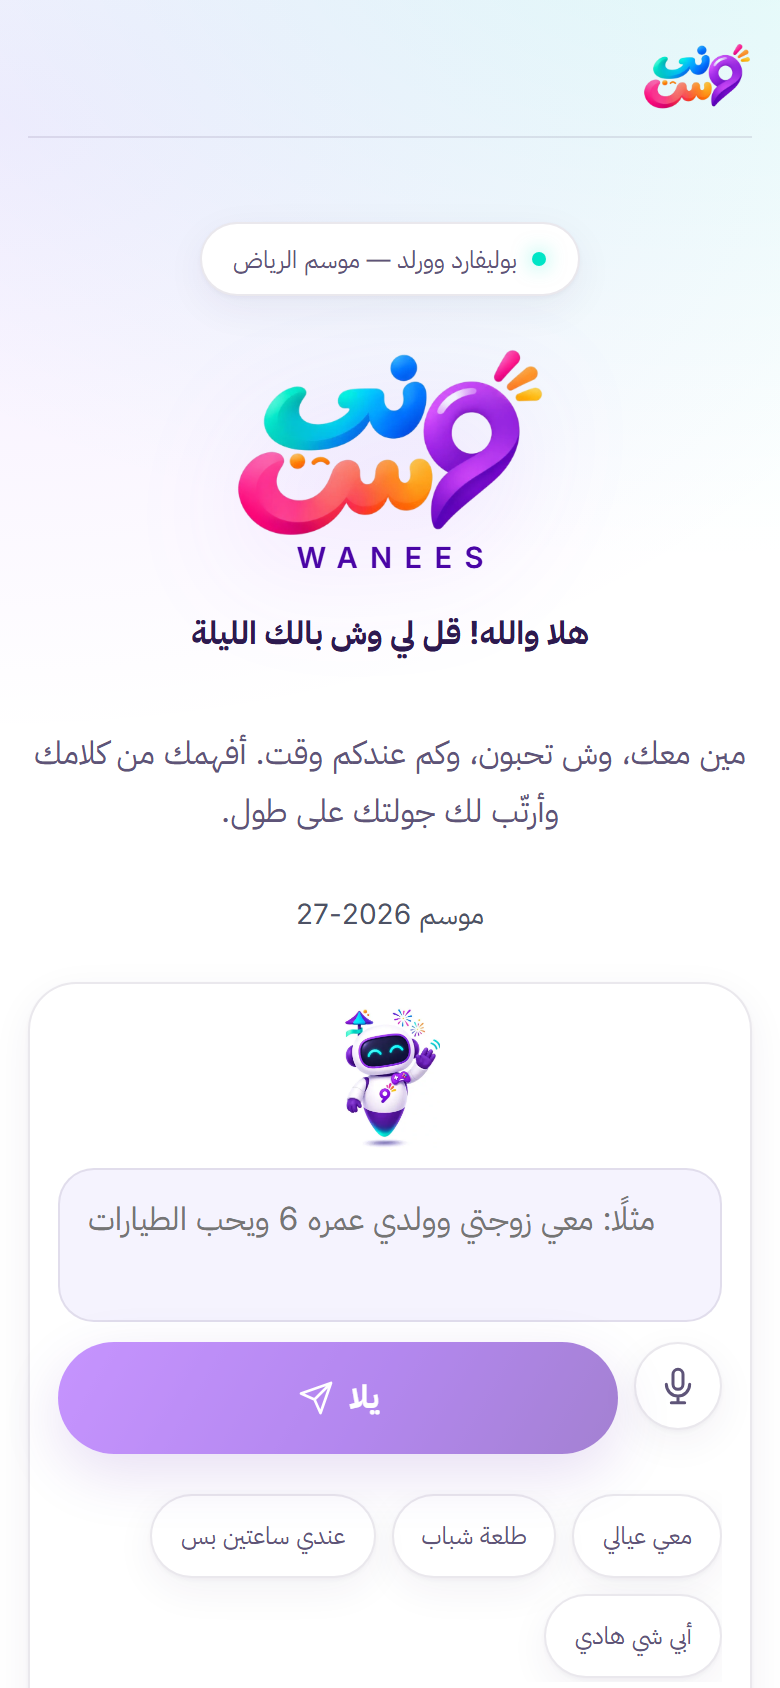 ونيست
بوليفارد وورلد — موسم الرياض
ونيست
WANEES
هلا والله! قل لي وش بالك الليلة
مين معك، وش تحبون، وكم عندكم وقت. أفهمك من كلامك
وأرتّب لك جولتك على طول.
موسم 2026-27
مثلًا: معي زوجتي وولدي عمره 6 ويحب الطيارات
يلا
معي عيالي
طلعة شباب
عندي ساعتين بس
أبي شي هادي